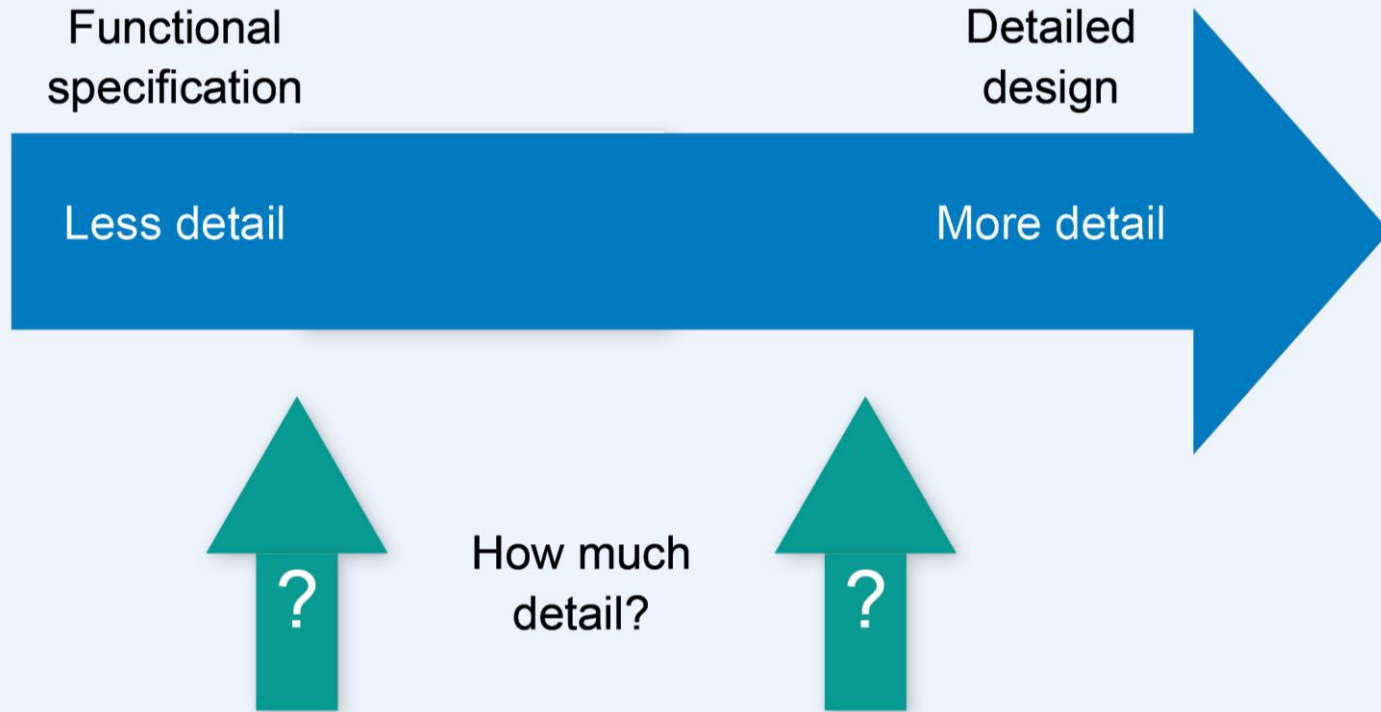 Functional
specification
Detailed
design
Less detail
More detail
How much
detail?
?
?